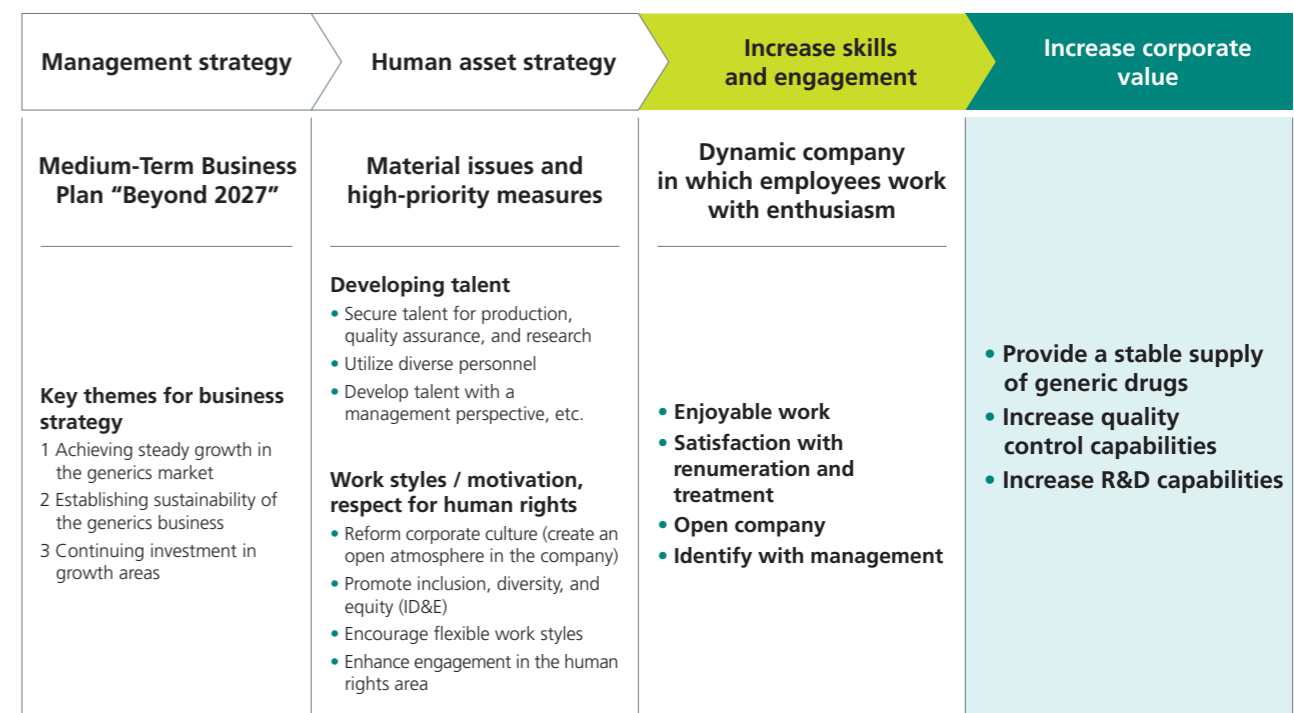 Management strategy
Human asset strategy
Increase skills
and engagement
Increase corporate
value
Medium-Term Business
Plan “Beyond 2027”
Key themes for business
strategy
1 Achieving steady growth in
the generics market
2 Establishing sustainability of
the generics business
3 Continuing investment in
growth areas
Material issues and
high-priority measures
Developing talent
• Secure talent for production,
quality assurance, and research
• Utilize diverse personnel
• Develop talent with a
management perspective, etc.
Work styles / motivation,
respect for human rights
• Reform corporate culture (create an
open atmosphere in the company)
• Promote inclusion, diversity, and
equity (ID&E)
• Encourage flexible work styles
• Enhance engagement in the human
rights area
Dynamic company
in which employees work
with enthusiasm
• Enjoyable work
• Satisfaction with
renumeration and
treatment
• Open company
• Identify with management
• Provide a stable supply
of generic drugs
• Increase quality
control capabilities
• Increase R&D capabilities